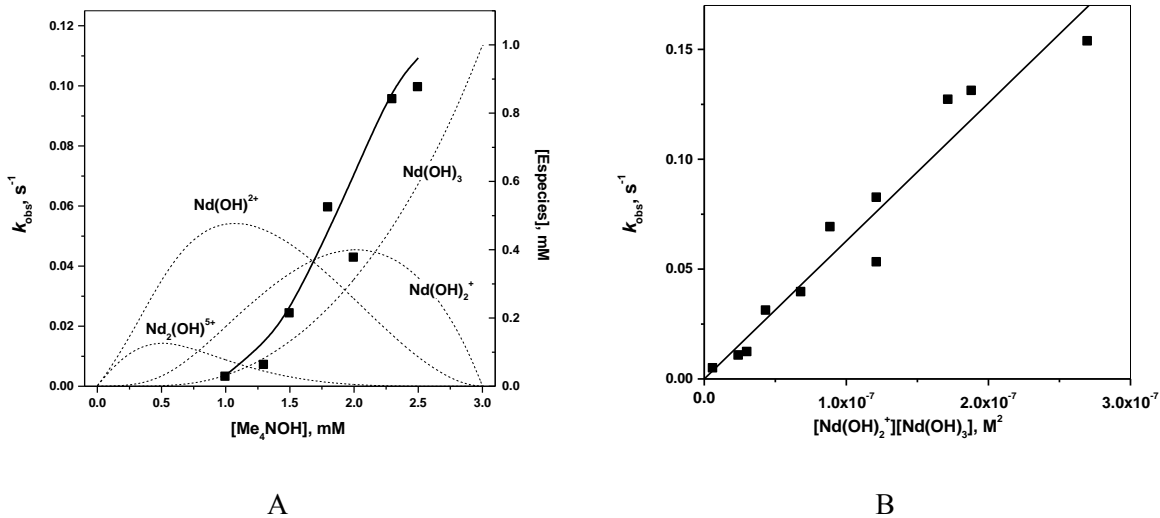 0.12
0.10
0.08
0.06
0.04
0.02
0.00
k_obs, s⁻¹
0.0 0.5 1.0 1.5 2.0 2.5 3.0
[Me₄NOH], mM
1.0
0.8
0.6
0.4
0.2
0.0
[Especies], mM
Nd(OH)₃
Nd(OH)²⁺
Nd(OH)₂⁺
Nd₂(OH)⁵⁺
A
0.15
0.10
0.05
0.00
k_obs, s⁻¹
0.0 1.0x10⁻⁷ 2.0x10⁻⁷ 3.0x10⁻⁷
[Nd(OH)₂⁺][Nd(OH)₃], M²
B